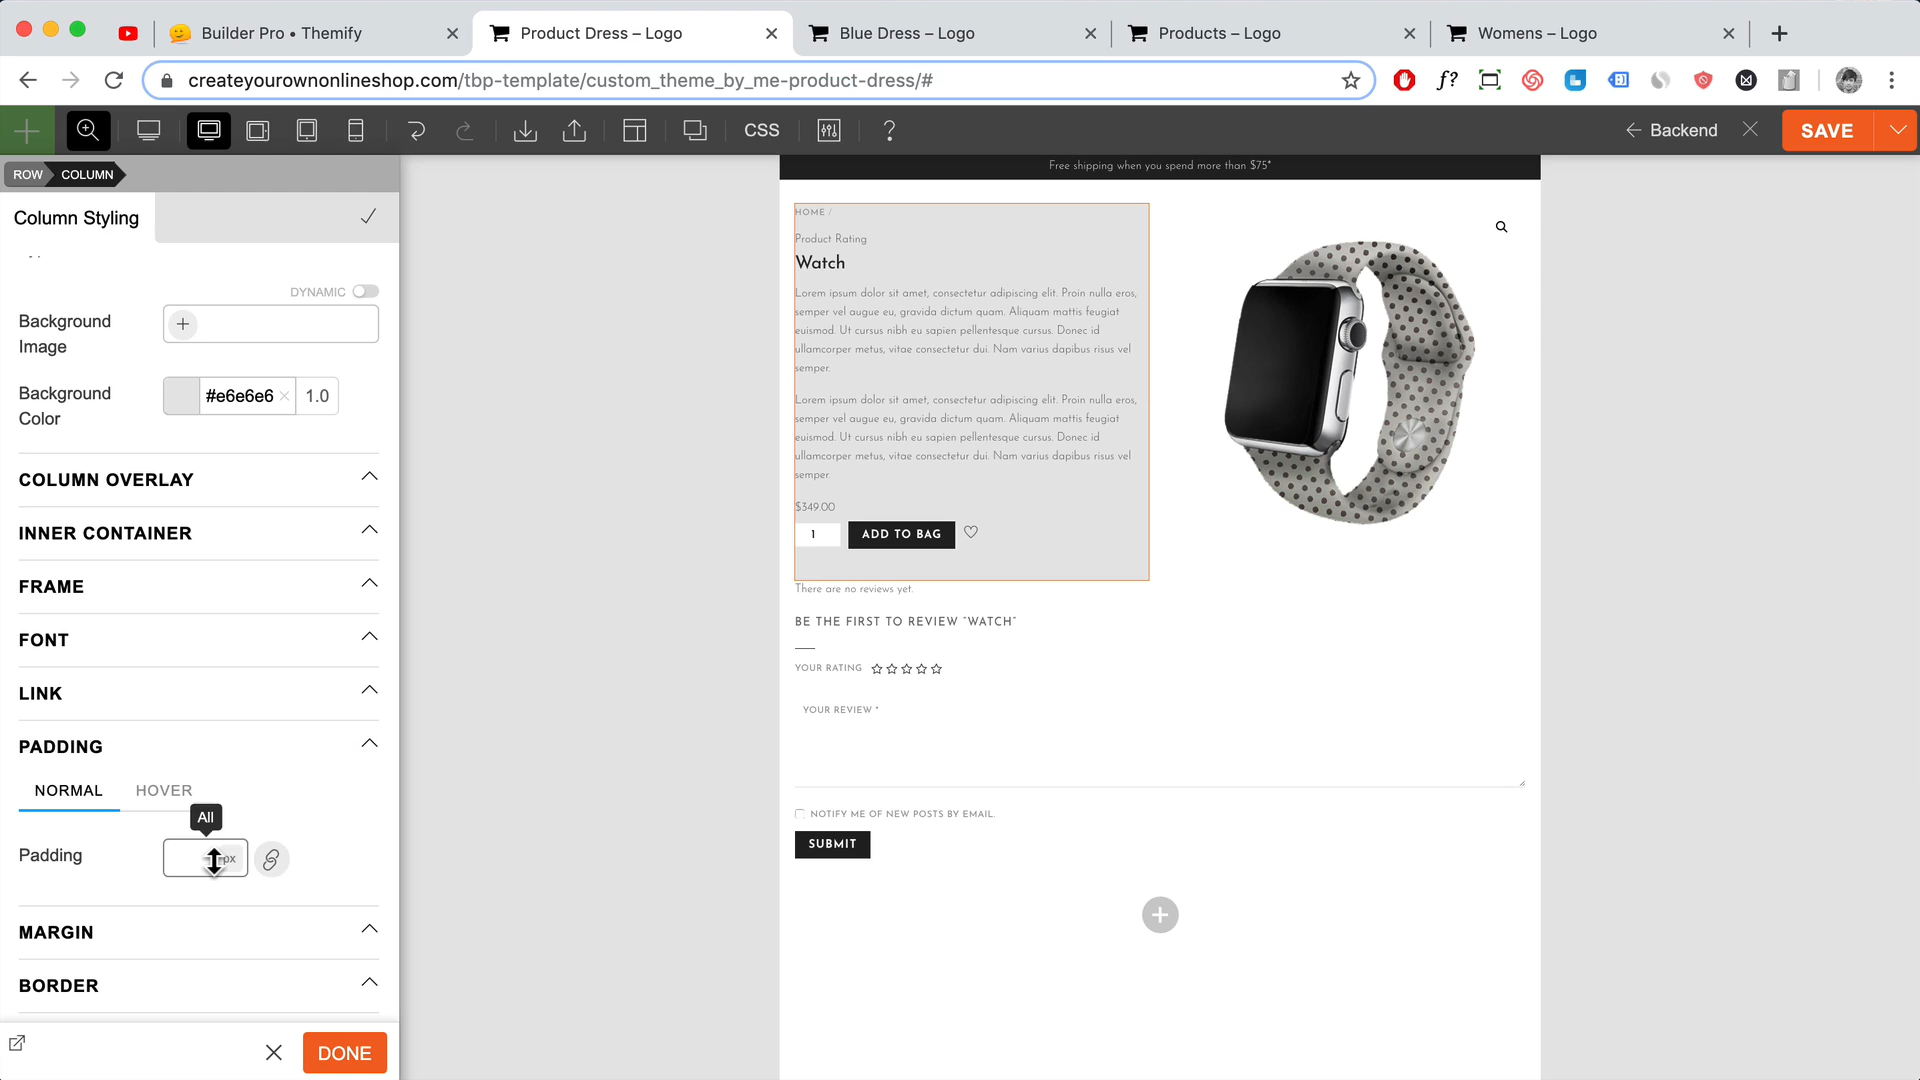 Builder Pro • Themify
Product Dress – Logo
Blue Dress – Logo
Products – Logo
Womens – Logo
createyourownonlineshop.com/tbp-template/custom_theme_by_me-product-dress/#
f?
CSS
?
Backend
SAVE
ROW
COLUMN
Column Styling
DYNAMIC
Background Image
Background Color
#e6e6e6
1.0
COLUMN OVERLAY
INNER CONTAINER
FRAME
FONT
LINK
PADDING
NORMAL
HOVER
All
Padding
px
MARGIN
BORDER
DONE
Free shipping when you spend more than $75*
HOME /
Product Rating
Watch
Lorem ipsum dolor sit amet, consectetur adipiscing elit. Proin nulla eros,
semper vel augue eu, gravida dictum quam. Aliquam mattis feugiat
euismod. Ut cursus nibh eu sapien pellentesque cursus. Donec id
ullamcorper metus, vitae consectetur dui. Nam varius dapibus risus vel
semper.
Lorem ipsum dolor sit amet, consectetur adipiscing elit. Proin nulla eros,
semper vel augue eu, gravida dictum quam. Aliquam mattis feugiat
euismod. Ut cursus nibh eu sapien pellentesque cursus. Donec id
ullamcorper metus, vitae consectetur dui. Nam varius dapibus risus vel
semper.
$349.00
1
ADD TO BAG
There are no reviews yet.
BE THE FIRST TO REVIEW “WATCH”
YOUR RATING
YOUR REVIEW *
NOTIFY ME OF NEW POSTS BY EMAIL.
SUBMIT